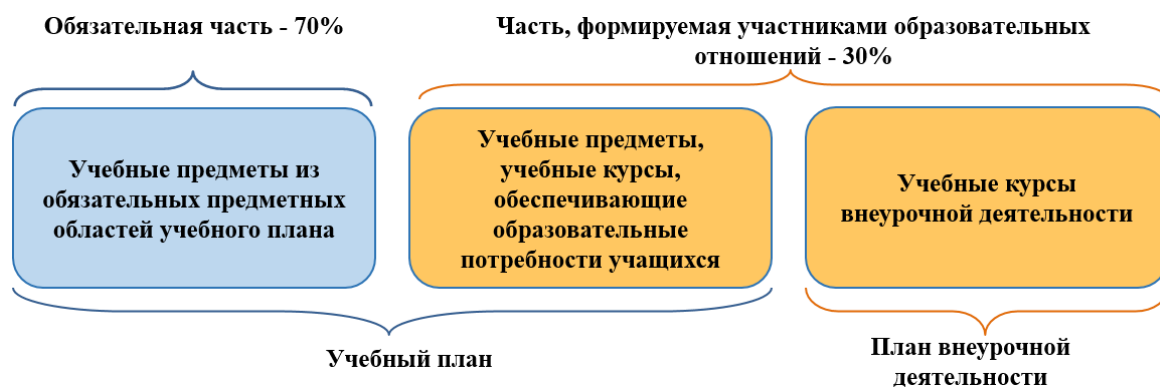 Обязательная часть - 70%
Часть, формируемая участниками образовательных
отношений - 30%
Учебные предметы из
обязательных предметных
областей учебного плана
Учебные предметы,
учебные курсы,
обеспечивающие
образовательные
потребности учащихся
Учебные курсы
внеурочной деятельности
Учебный план
План внеурочной
деятельности